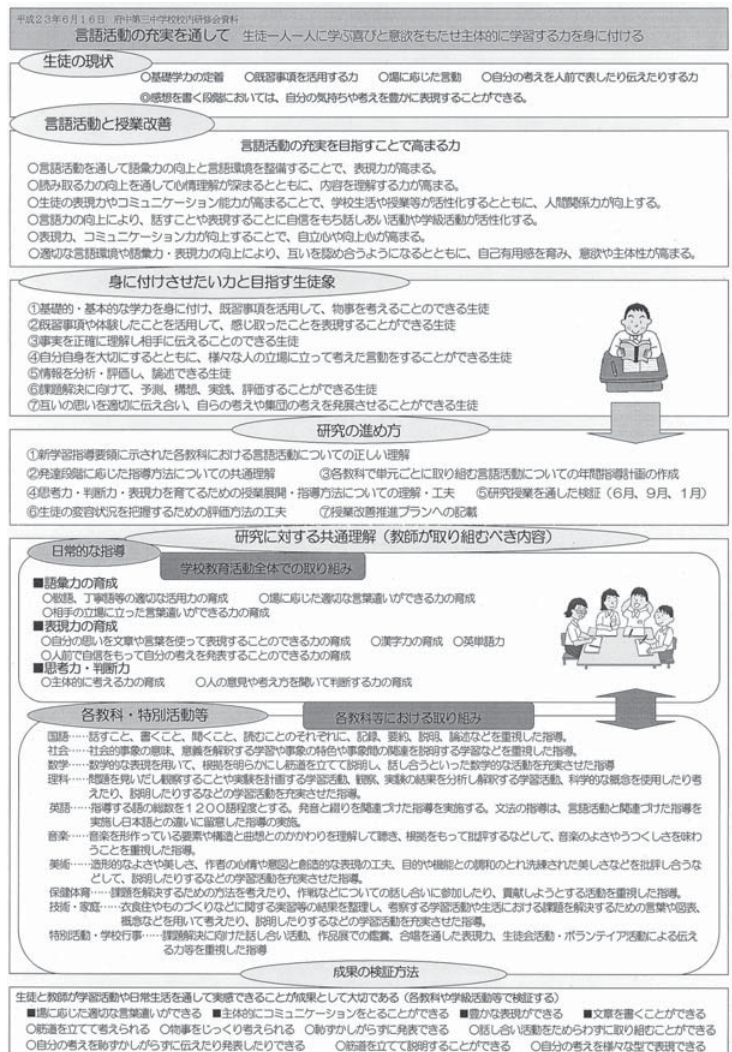 平成23年6月16日 府中第三中学校校内研修会資料
言語活動の充実を通して 生徒一人一人に学ぶ喜びと意欲をもたせ主体的に学習する力を身に付ける
生徒の現状
○基礎学力の定着 ○既習事項を活用する力 ○場に応じた言動 ○自分の考えを人前で表したり伝えたりする力
◎感想を書く段階においては、自分の気持ちや考えを豊かに表現することができる。
言語活動と授業改善
言語活動の充実を目指すことで高まる力
○言語活動を通して語彙力の向上と言語環境を整備することで、表現力が高まる。
○読み取る力の向上を通して心情理解が深まるとともに、内容を理解する力が高まる。
○生徒の表現力やコミュニケーション能力が高まることで、学校生活や授業等が活性化するとともに、人間関係力が向上する。
○言語力の向上により、話すことや表現することに自信をもち話しあい活動や学級活動が活性化する。
○表現力、コミュニケーション力が向上することで、自立心や向上心が高まる。
○適切な言語環境や語彙力・表現力の向上により、互いを認め合うようになるとともに、自己有用感を育み、意欲や主体性が高まる。
身に付けさせたい力と目指す生徒象
①基礎的・基本的な学力を身に付け、既習事項を活用して、物事を考えることのできる生徒
②既習事項や体験したことを活用して、感じ取ったことを表現することができる生徒
③事実を正確に理解し相手に伝えることのできる生徒
④自分自身を大切にするとともに、様々な人の立場に立って考えた言動をすることができる生徒
⑤情報を分析・評価し、論述できる生徒
⑥課題解決に向けて、予測、構想、実践、評価することができる生徒
⑦互いの思いを適切に伝え合い、自らの考えや集団の考えを発展させることができる生徒
研究の進め方
①新学習指導要領に示された各教科における言語活動についての正しい理解
②発達段階に応じた指導方法についての共通理解 ③各教科で単元ごとに取り組む言語活動についての年間指導計画の作成
④思考力・判断力・表現力を育てるための授業展開・指導方法についての理解・工夫 ⑤研究授業を通した検証（6月、9月、1月）
⑥生徒の変容状況を把握するための評価方法の工夫 ⑦授業改善推進プランへの記載
研究に対する共通理解（教師が取り組むべき内容）
日常的な指導
学校教育活動全体での取り組み
■語彙力の育成
○敬語、丁寧語等の適切な活用力の育成 ○場に応じた適切な言葉遣いができる力の育成
○相手の立場に立った言葉遣いができる力の育成
■表現力の育成
○自分の思いを文章や言葉を使って表現することのできる力の育成 ○漢字力の育成 ○英単語力
○人前で自信をもって自分の考えを発表することのできる力の育成
■思考力・判断力
○主体的に考える力の育成 ○人の意見や考え方を聞いて判断する力の育成
各教科・特別活動等
各教科等における取り組み
国語……話すこと、書くこと、聞くこと、読むことのそれぞれに、記録、要約、説明、論述などを重視した指導。
社会……社会的事象の意味、意義を解釈する学習や事象の特色や事象間の関連を説明する学習などを重視した指導。
数学……数学的な表現を用いて、根拠を明らかにし筋道を立てて説明し、話し合うといった数学的な活動を充実させた指導
理科……問題を見いだし観察することや実験を計画する学習活動、観察、実験の結果を分析し解釈する学習活動、科学的な概念を使用したり考
えたり、説明したりするなどの学習活動を充実させた指導。
英語……指導する語の総数を1200語程度とする。発音と綴りを関連づけた指導を実施する。文法の指導は、言語活動と関連づけた指導を
実施し日本語との違いに留意した指導の実施。
音楽……音楽を形作っている要素や構造と曲想とのかかわりを理解して聴き、根拠をもって批評するなどして、音楽のよさやうつくしさを味わ
うことを重視した指導。
美術……造形的なよさや美しさ、作者の心情や意図と創造的な表現の工夫、目的や機能との調和のとれ洗練された美しさなどを批評し合うな
どして、説明したりするなどの学習活動を充実させた指導。
保健体育……課題を解決するための方法を考えたり、作戦などについての話し合いに参加したり、貢献しようとする活動を重視した指導。
技術・家庭……衣食住やものづくりなどに関する実習等の結果を整理し、考察する学習活動や生活における課題を解決するための言葉や図表、
概念などを用いて考えたり、説明したりするなどの学習活動を充実させた指導。
特別活動・学校行事……課題解決に向けた話し合い活動、作品展での鑑賞、合唱を通した表現力、生徒会活動・ボランテイア活動による伝え
る力等を重視した指導
成果の検証方法
生徒と教師が学習活動や日常生活を通して実感できることが成果として大切である（各教科や学級活動等で検証する）
■場に応じた適切な言葉遣いができる ■主体的にコミュニケーションをとることができる ■豊かな表現ができる ■文章を書くことができる
○筋道を立てて考えられる ○物事をじっくり考えられる ○恥ずかしがらずに発表できる ○話し合い活動をためらわずに取り組むことができる
○自分の考えを恥ずかしがらずに伝えたり発表したりできる ○筋道を立てて説明することができる ○自分の考えを様々な型で表現できる